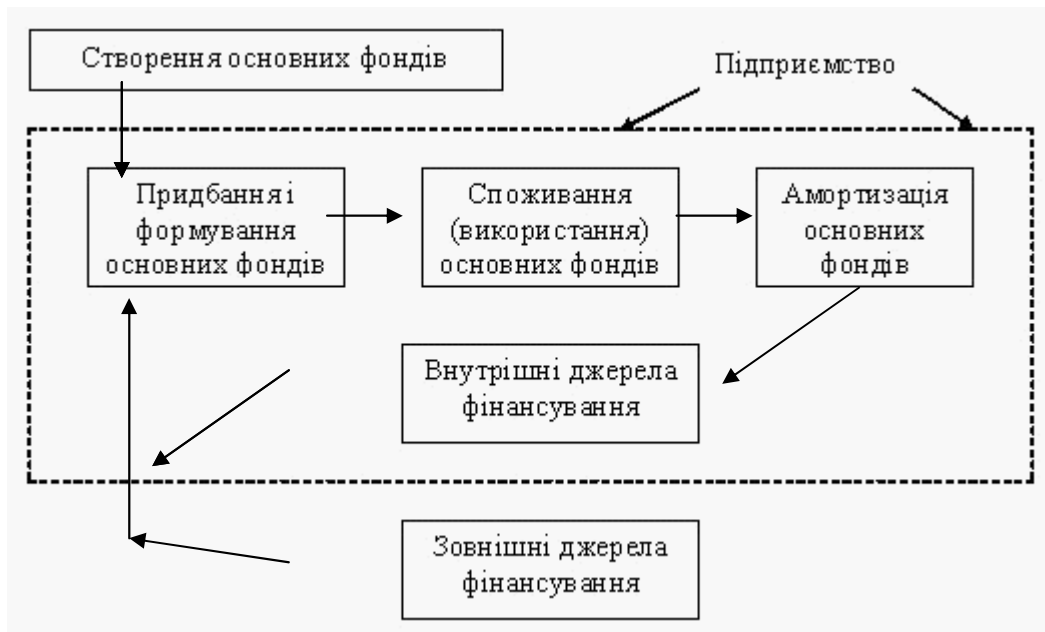 Створення основних фондів
Підприємство
Придбання і
формування
основних фондів
Споживання
(використання)
основних фондів
Амортизація
основних
фондів
Внутрішні джерела
фінансування
Зовнішні джерела
фінансування